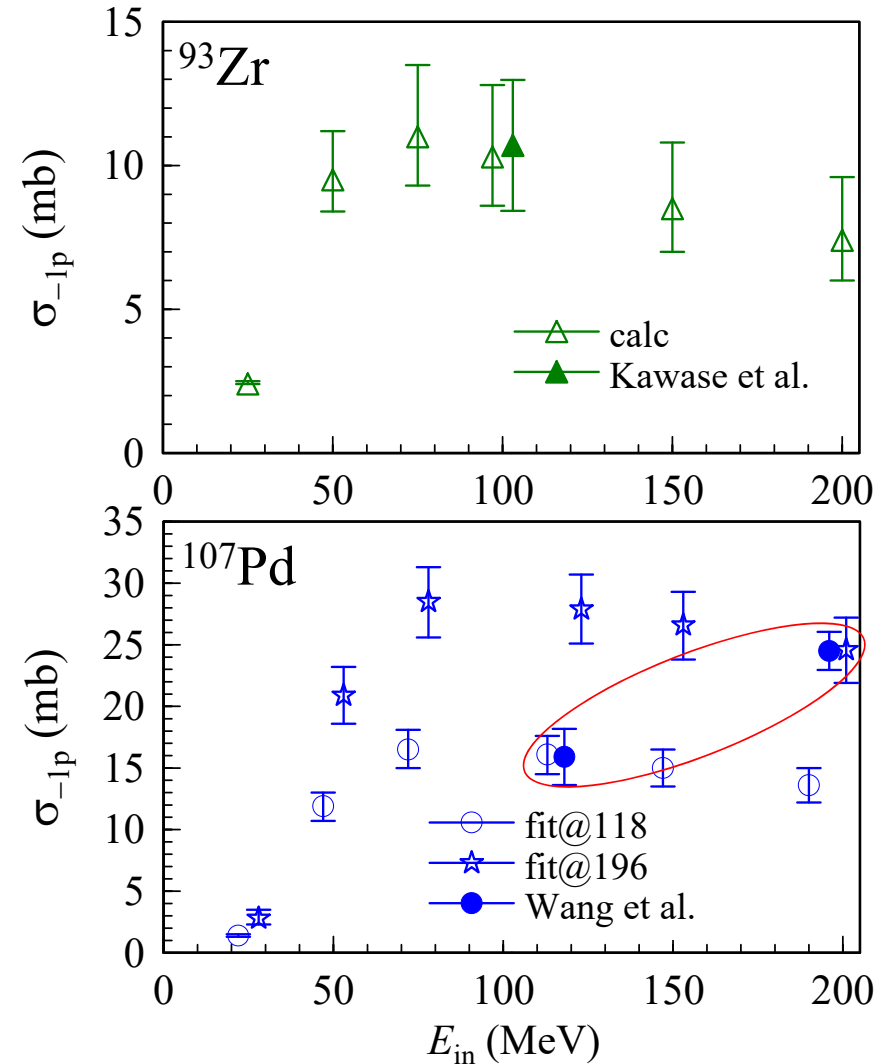 15
10
5
0
⁹³Zr
σ₋₁ₚ (mb)
calc
Kawase et al.
0 50 100 150 200
35
30
25
20
15
10
5
0
¹⁰⁷Pd
σ₋₁ₚ (mb)
fit@118
fit@196
Wang et al.
0 50 100 150 200
E_in (MeV)